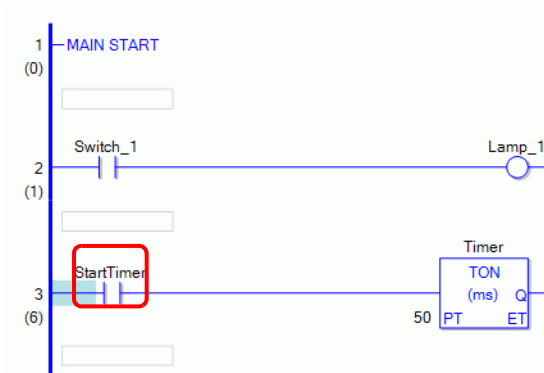 1 MAIN START
(0)
Switch_1 Lamp_1
2
(1)
Timer
StartTimer TON
3 (ms) Q
(6) 50 PT ET